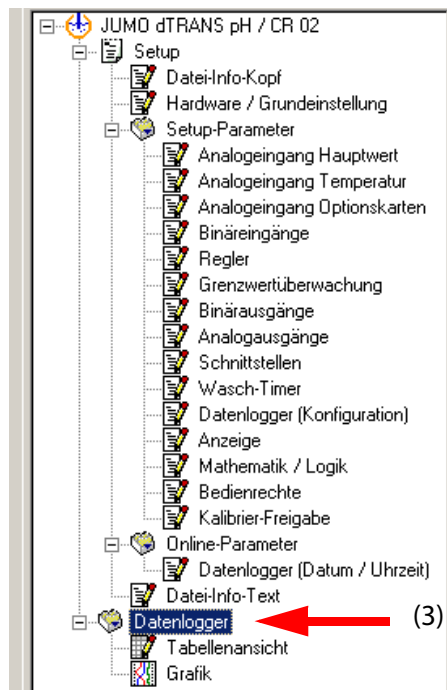 JUMO dTRANS pH / CR 02
Setup
Datei-Info-Kopf
Hardware / Grundeinstellung
Setup-Parameter
Analogeingang Hauptwert
Analogeingang Temperatur
Analogeingang Optionskarten
Binäreingänge
Regler
Grenzwertüberwachung
Binärausgänge
Analogausgänge
Schnittstellen
Wasch-Timer
Datenlogger (Konfiguration)
Anzeige
Mathematik / Logik
Bedienrechte
Kalibrier-Freigabe
Online-Parameter
Datenlogger (Datum / Uhrzeit)
Datei-Info-Text
Datenlogger (3)
Tabellenansicht
Grafik